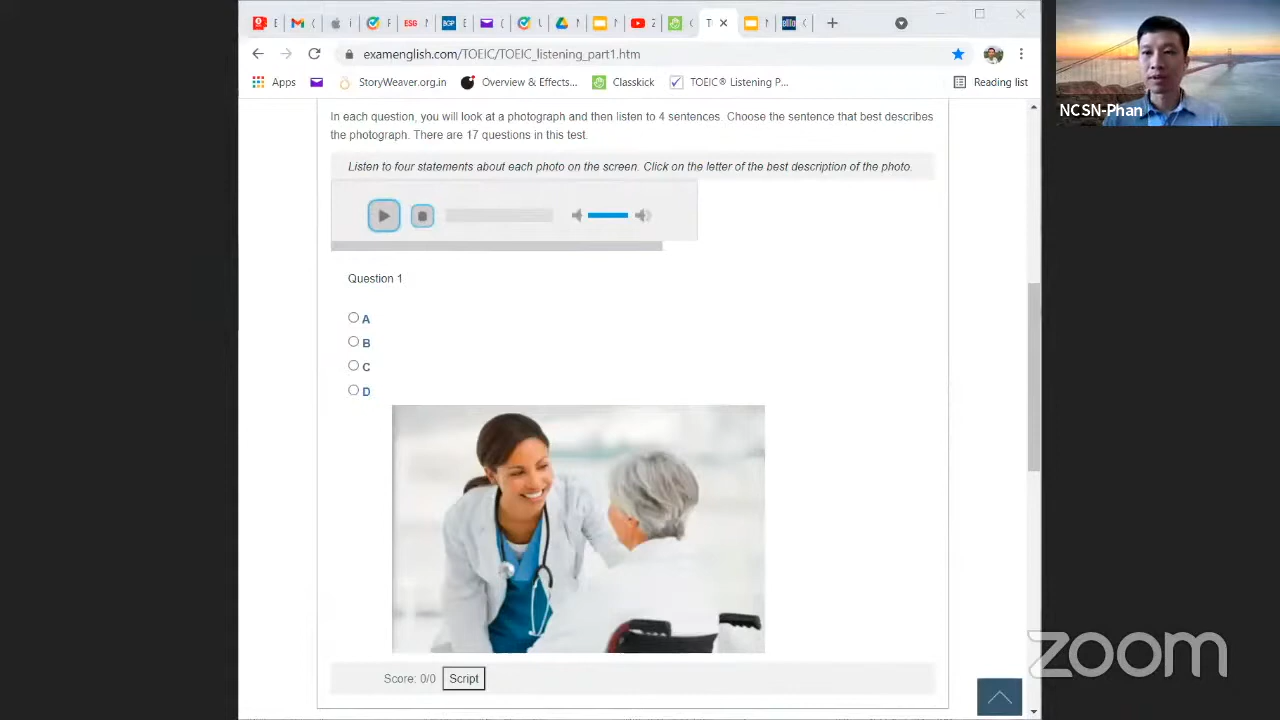 ESG
BCP
examenglish.com/TOEIC/TOEIC_listening_part1.htm
Apps
StoryWeaver.org.in
Overview & Effects...
Classkick
TOEIC® Listening P...
Reading list
NCSN-Phan
In each question, you will look at a photograph and then listen to 4 sentences. Choose the sentence that best describes
the photograph. There are 17 questions in this test.
Listen to four statements about each photo on the screen. Click on the letter of the best description of the photo.
Question 1
A
B
C
D
Score: 0/0
Script
zoom